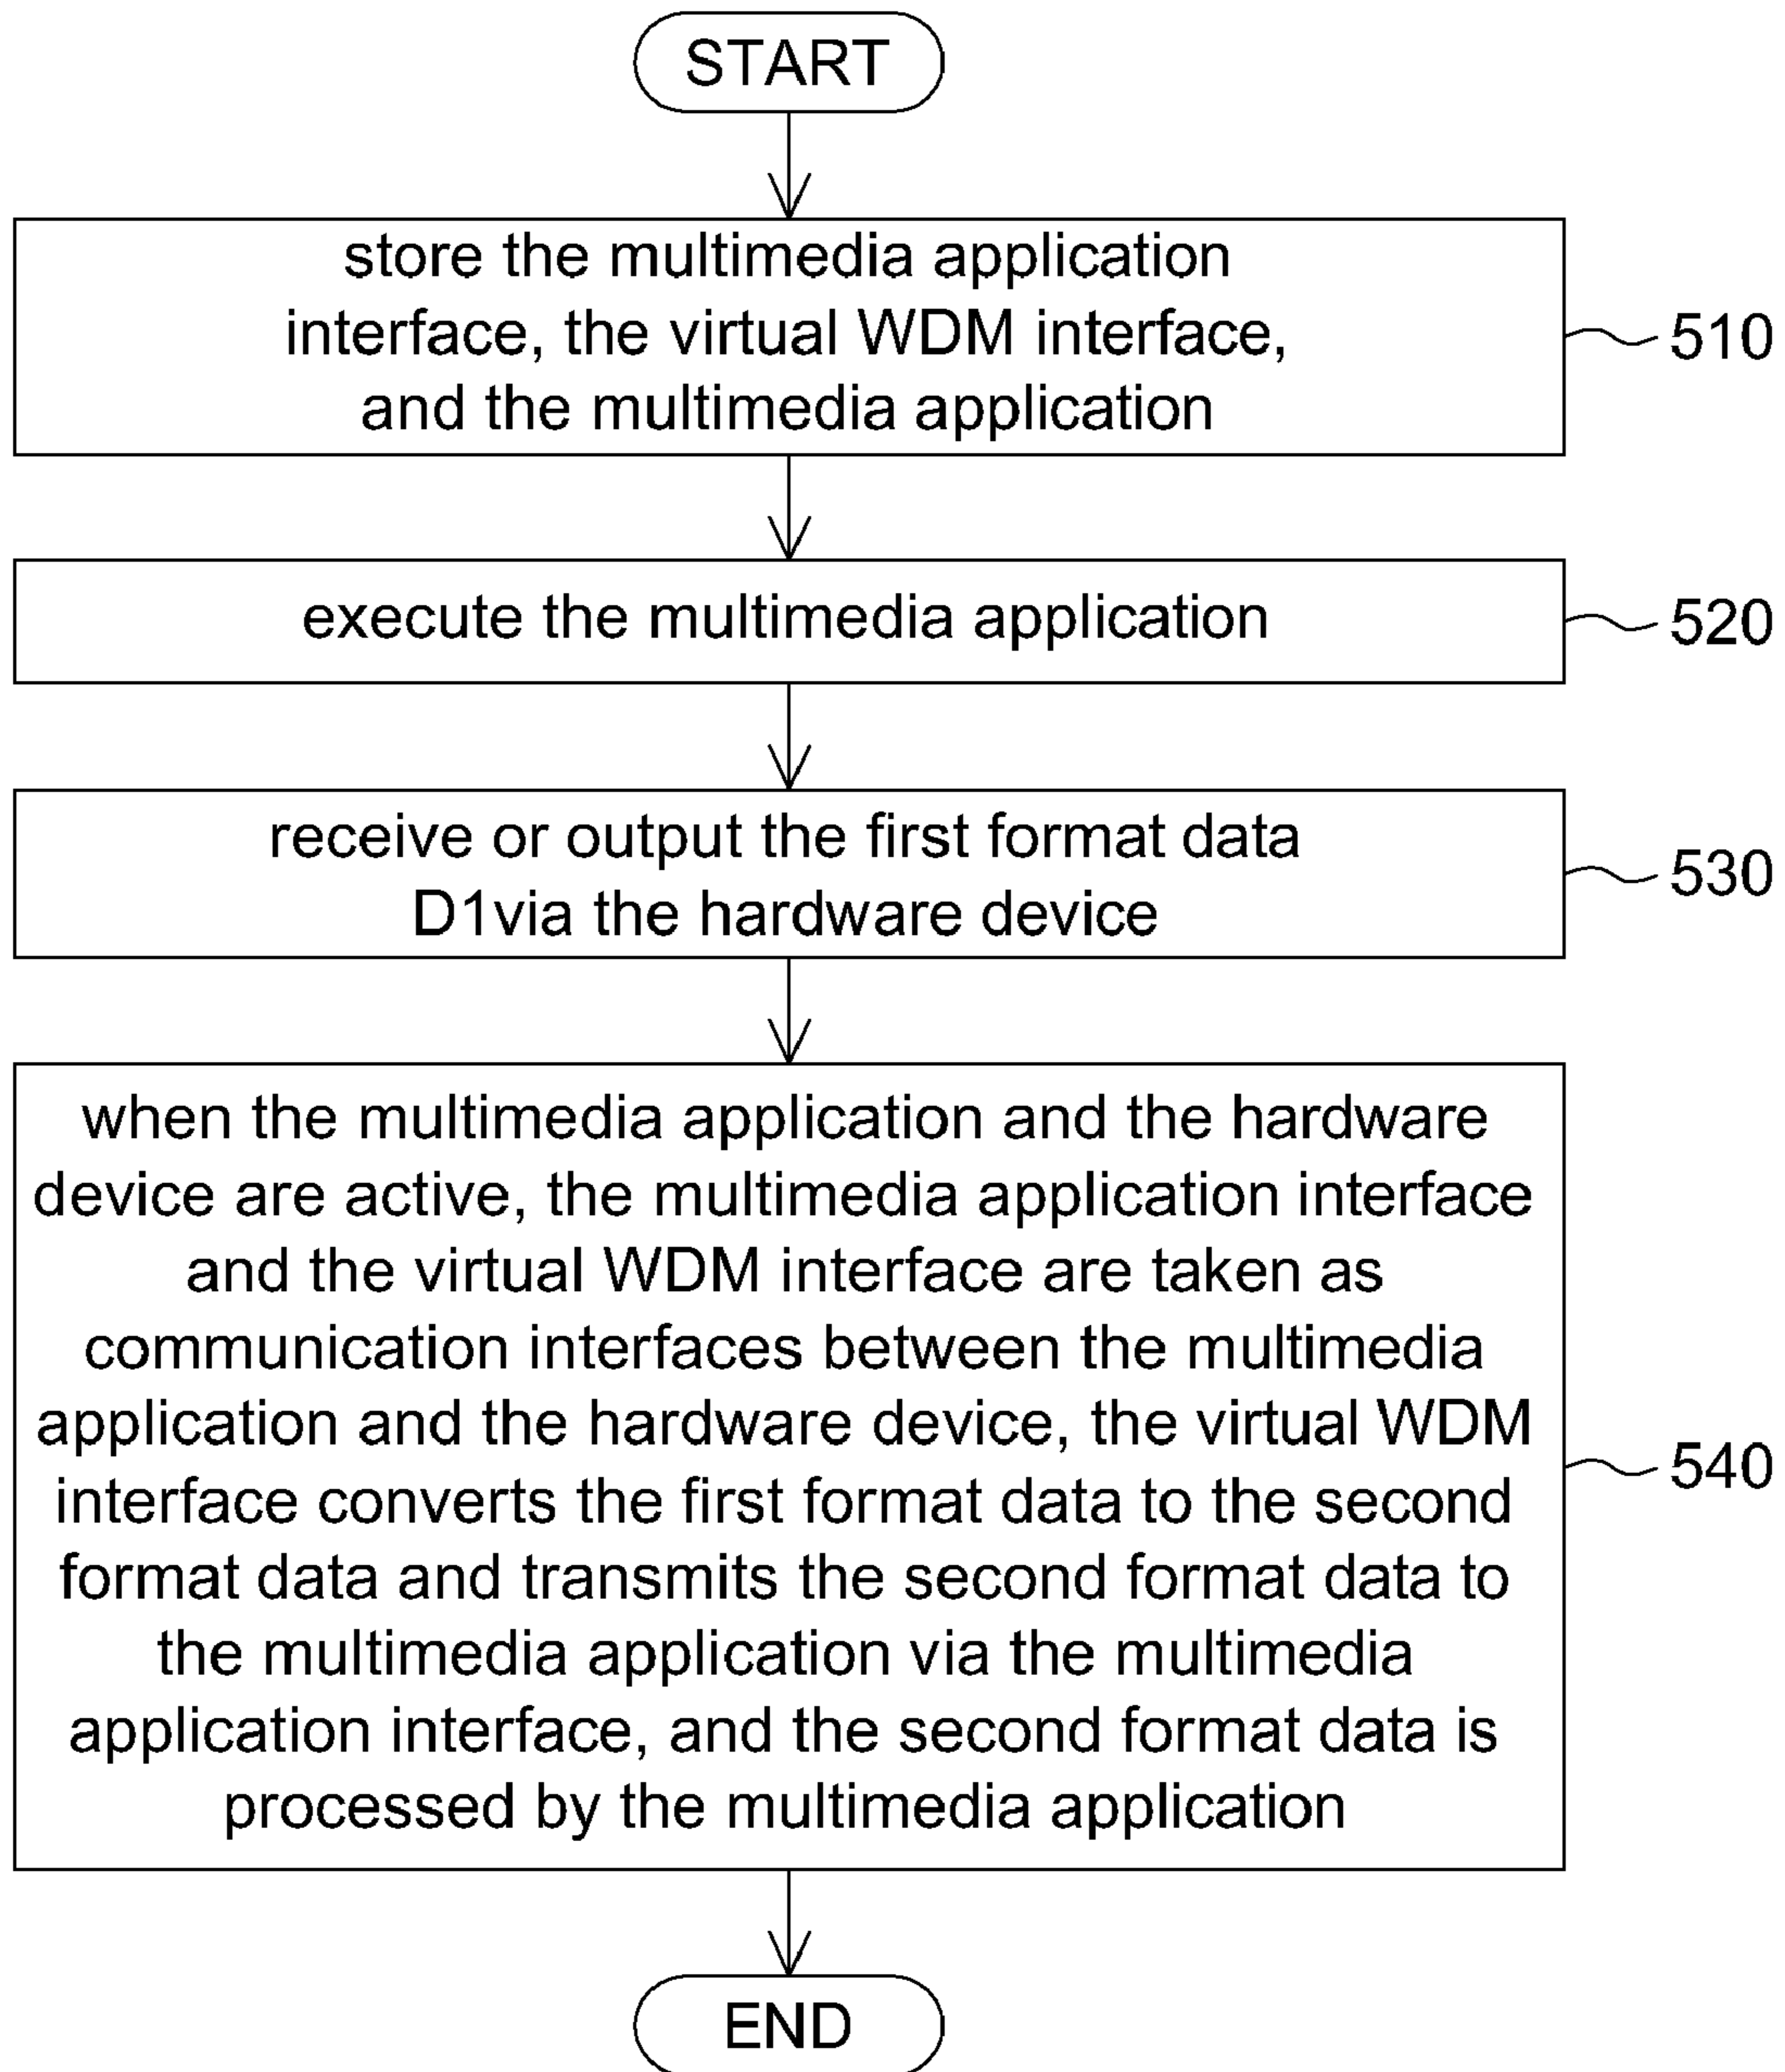 START
store the multimedia application
interface, the virtual WDM interface,
and the multimedia application
510
execute the multimedia application
520
receive or output the first format data
D1via the hardware device
530
when the multimedia application and the hardware
device are active, the multimedia application interface
and the virtual WDM interface are taken as
communication interfaces between the multimedia
application and the hardware device, the virtual WDM
interface converts the first format data to the second
format data and transmits the second format data to
the multimedia application via the multimedia
application interface, and the second format data is
processed by the multimedia application
540
END